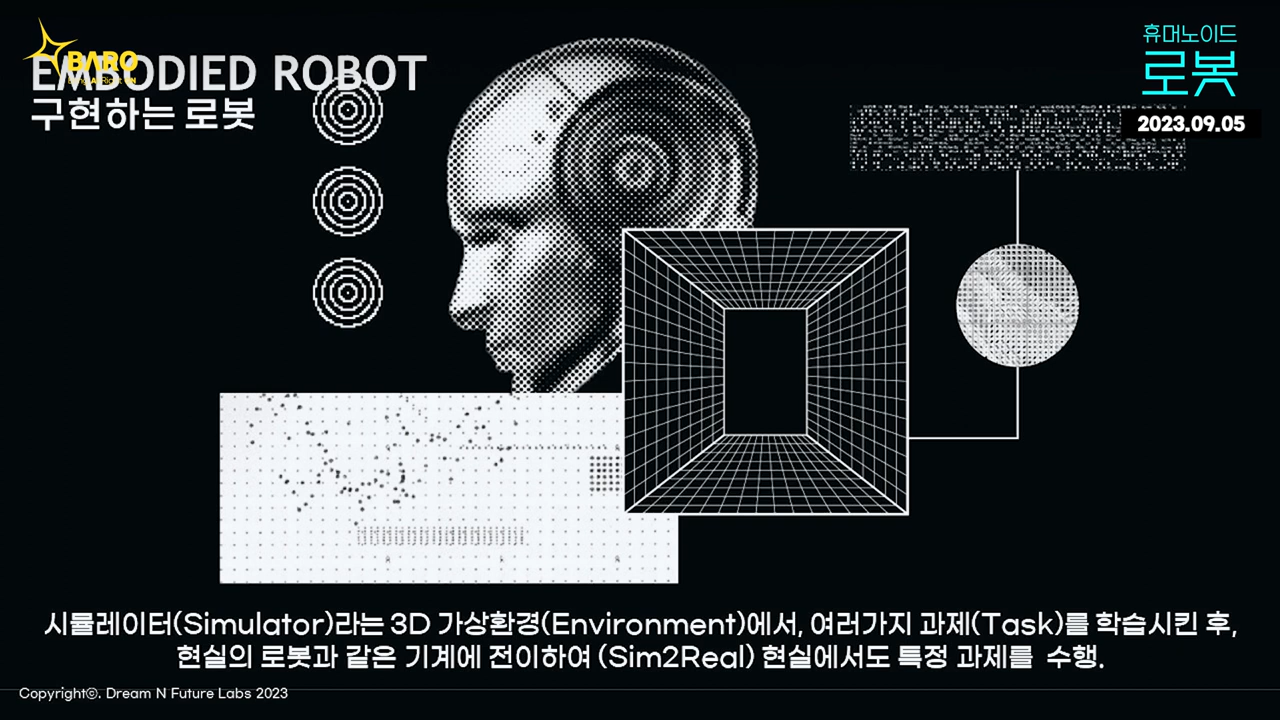 BARO
EMBODIED ROBOT
구현하는 로봇
휴머노이드
로봇
2023.09.05
시뮬레이터(Simulator)라는 3D 가상환경(Environment)에서, 여러가지 과제(Task)를 학습시킨 후,
현실의 로봇과 같은 기계에 전이하여 (Sim2Real) 현실에서도 특정 과제를 수행.
Copyright©. Dream N Future Labs 2023